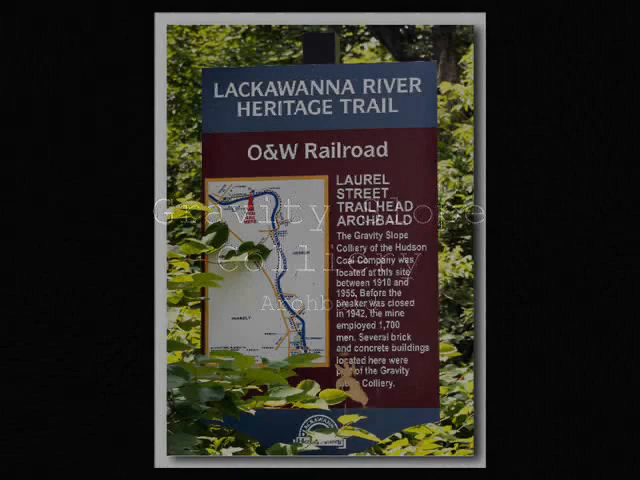 LACKAWANNA RIVER
HERITAGE TRAIL
O&W Railroad
LAUREL
STREET
TRAILHEAD
ARCHBALD
Gravity Slope
Colliery
Archbald
The Gravity Slope
Colliery of the Hudson
Coal Company was
located at this site
between 1910 and
1955. Before the
breaker was closed
in 1942, the mine
employed 1,700
men. Several brick
and concrete buildings
located here were
part of the Gravity
Colliery.